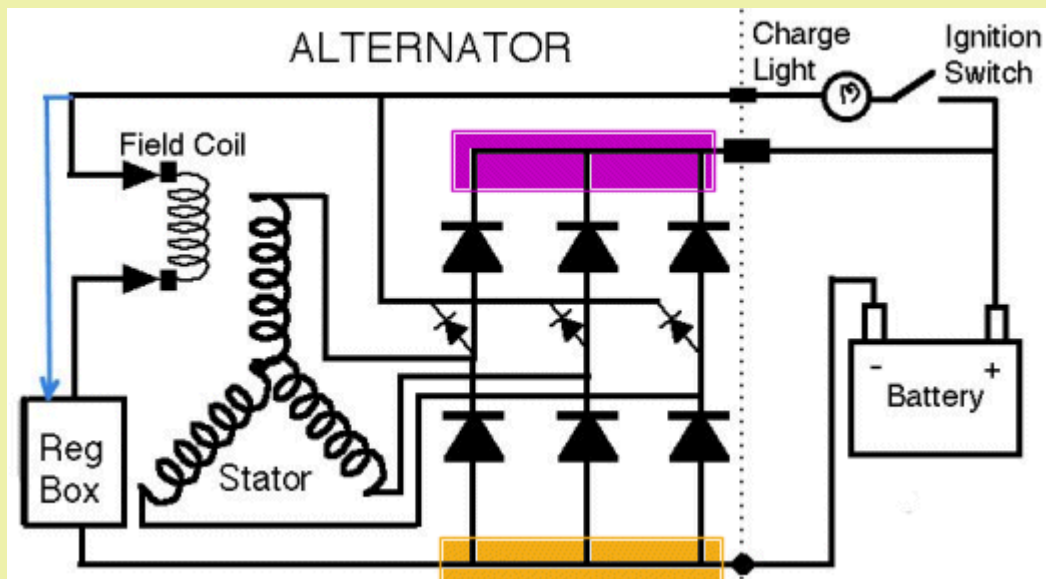 ALTERNATOR
Charge
Light
Ignition
Switch
Field Coil
Reg
Box
Stator
- +
Battery